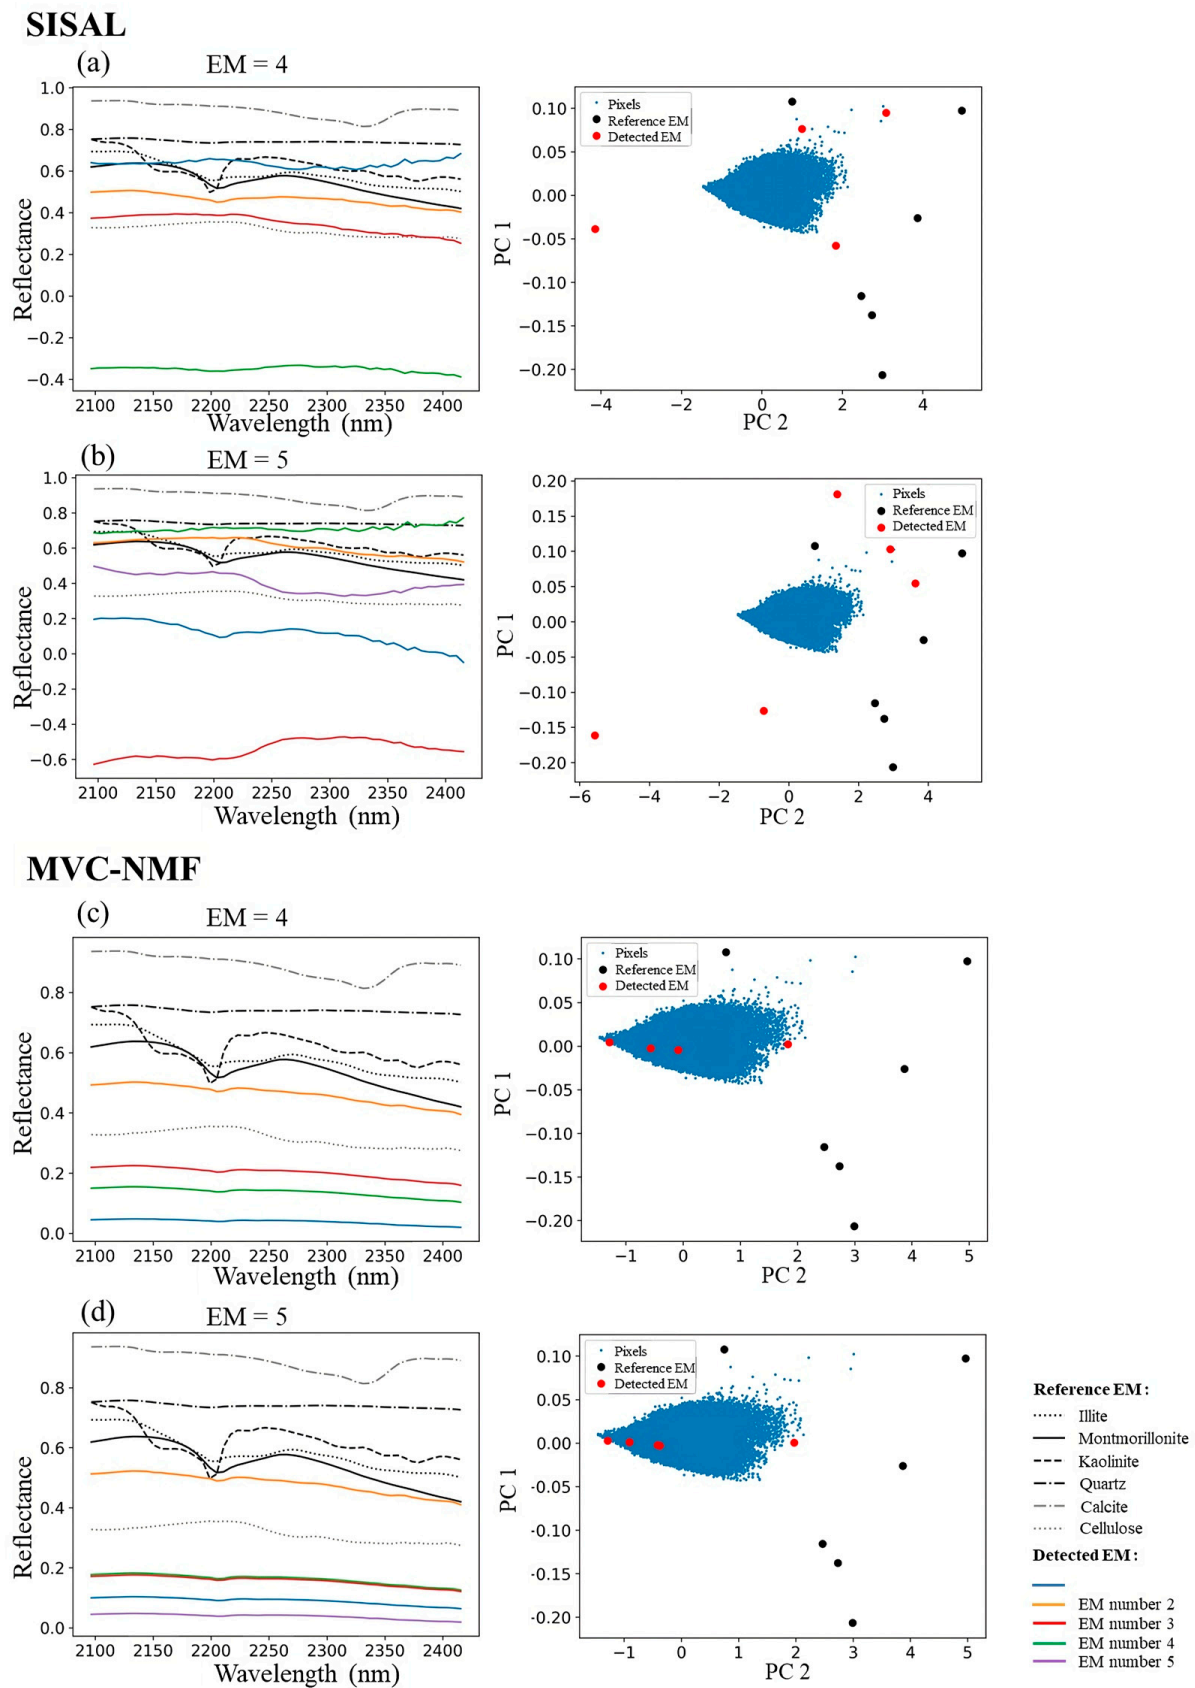 SISAL
(a)
EM = 4
1.0
0.8
0.6
0.4
0.2
0.0
−0.2
−0.4
Reflectance
2100 2150 2200 2250 2300 2350 2400
Wavelength (nm)
Pixels
Reference EM
Detected EM
0.10
0.05
0.00
−0.05
−0.10
−0.15
−0.20
PC 1
−4 −2 0 2 4
PC 2
(b)
EM = 5
1.0
0.8
0.6
0.4
0.2
0.0
−0.2
−0.4
−0.6
Reflectance
2100 2150 2200 2250 2300 2350 2400
Wavelength (nm)
Pixels
Reference EM
Detected EM
0.20
0.15
0.10
0.05
0.00
-0.05
−0.10
−0.15
−0.20
PC 1
−6 −4 −2 0 2 4
PC 2
MVC-NMF
(c)
EM = 4
0.8
0.6
0.4
0.2
0.0
Reflectance
2100 2150 2200 2250 2300 2350 2400
Wavelength (nm)
Pixels
Reference EM
Detected EM
0.10
0.05
0.00
−0.05
−0.10
−0.15
−0.20
PC 1
−1 0 1 2 3 4 5
PC 2
(d)
EM = 5
0.8
0.6
0.4
0.2
0.0
Reflectance
2100 2150 2200 2250 2300 2350 2400
Wavelength (nm)
Pixels
Reference EM
Detected EM
0.10
0.05
0.00
-0.05
−0.10
−0.15
-0.20
PC 1
−1 0 1 2 3 4 5
PC 2
Reference EM :
Illite
Montmorillonite
Kaolinite
Quartz
Calcite
Cellulose
Detected EM :
EM number 2
EM number 3
EM number 4
EM number 5